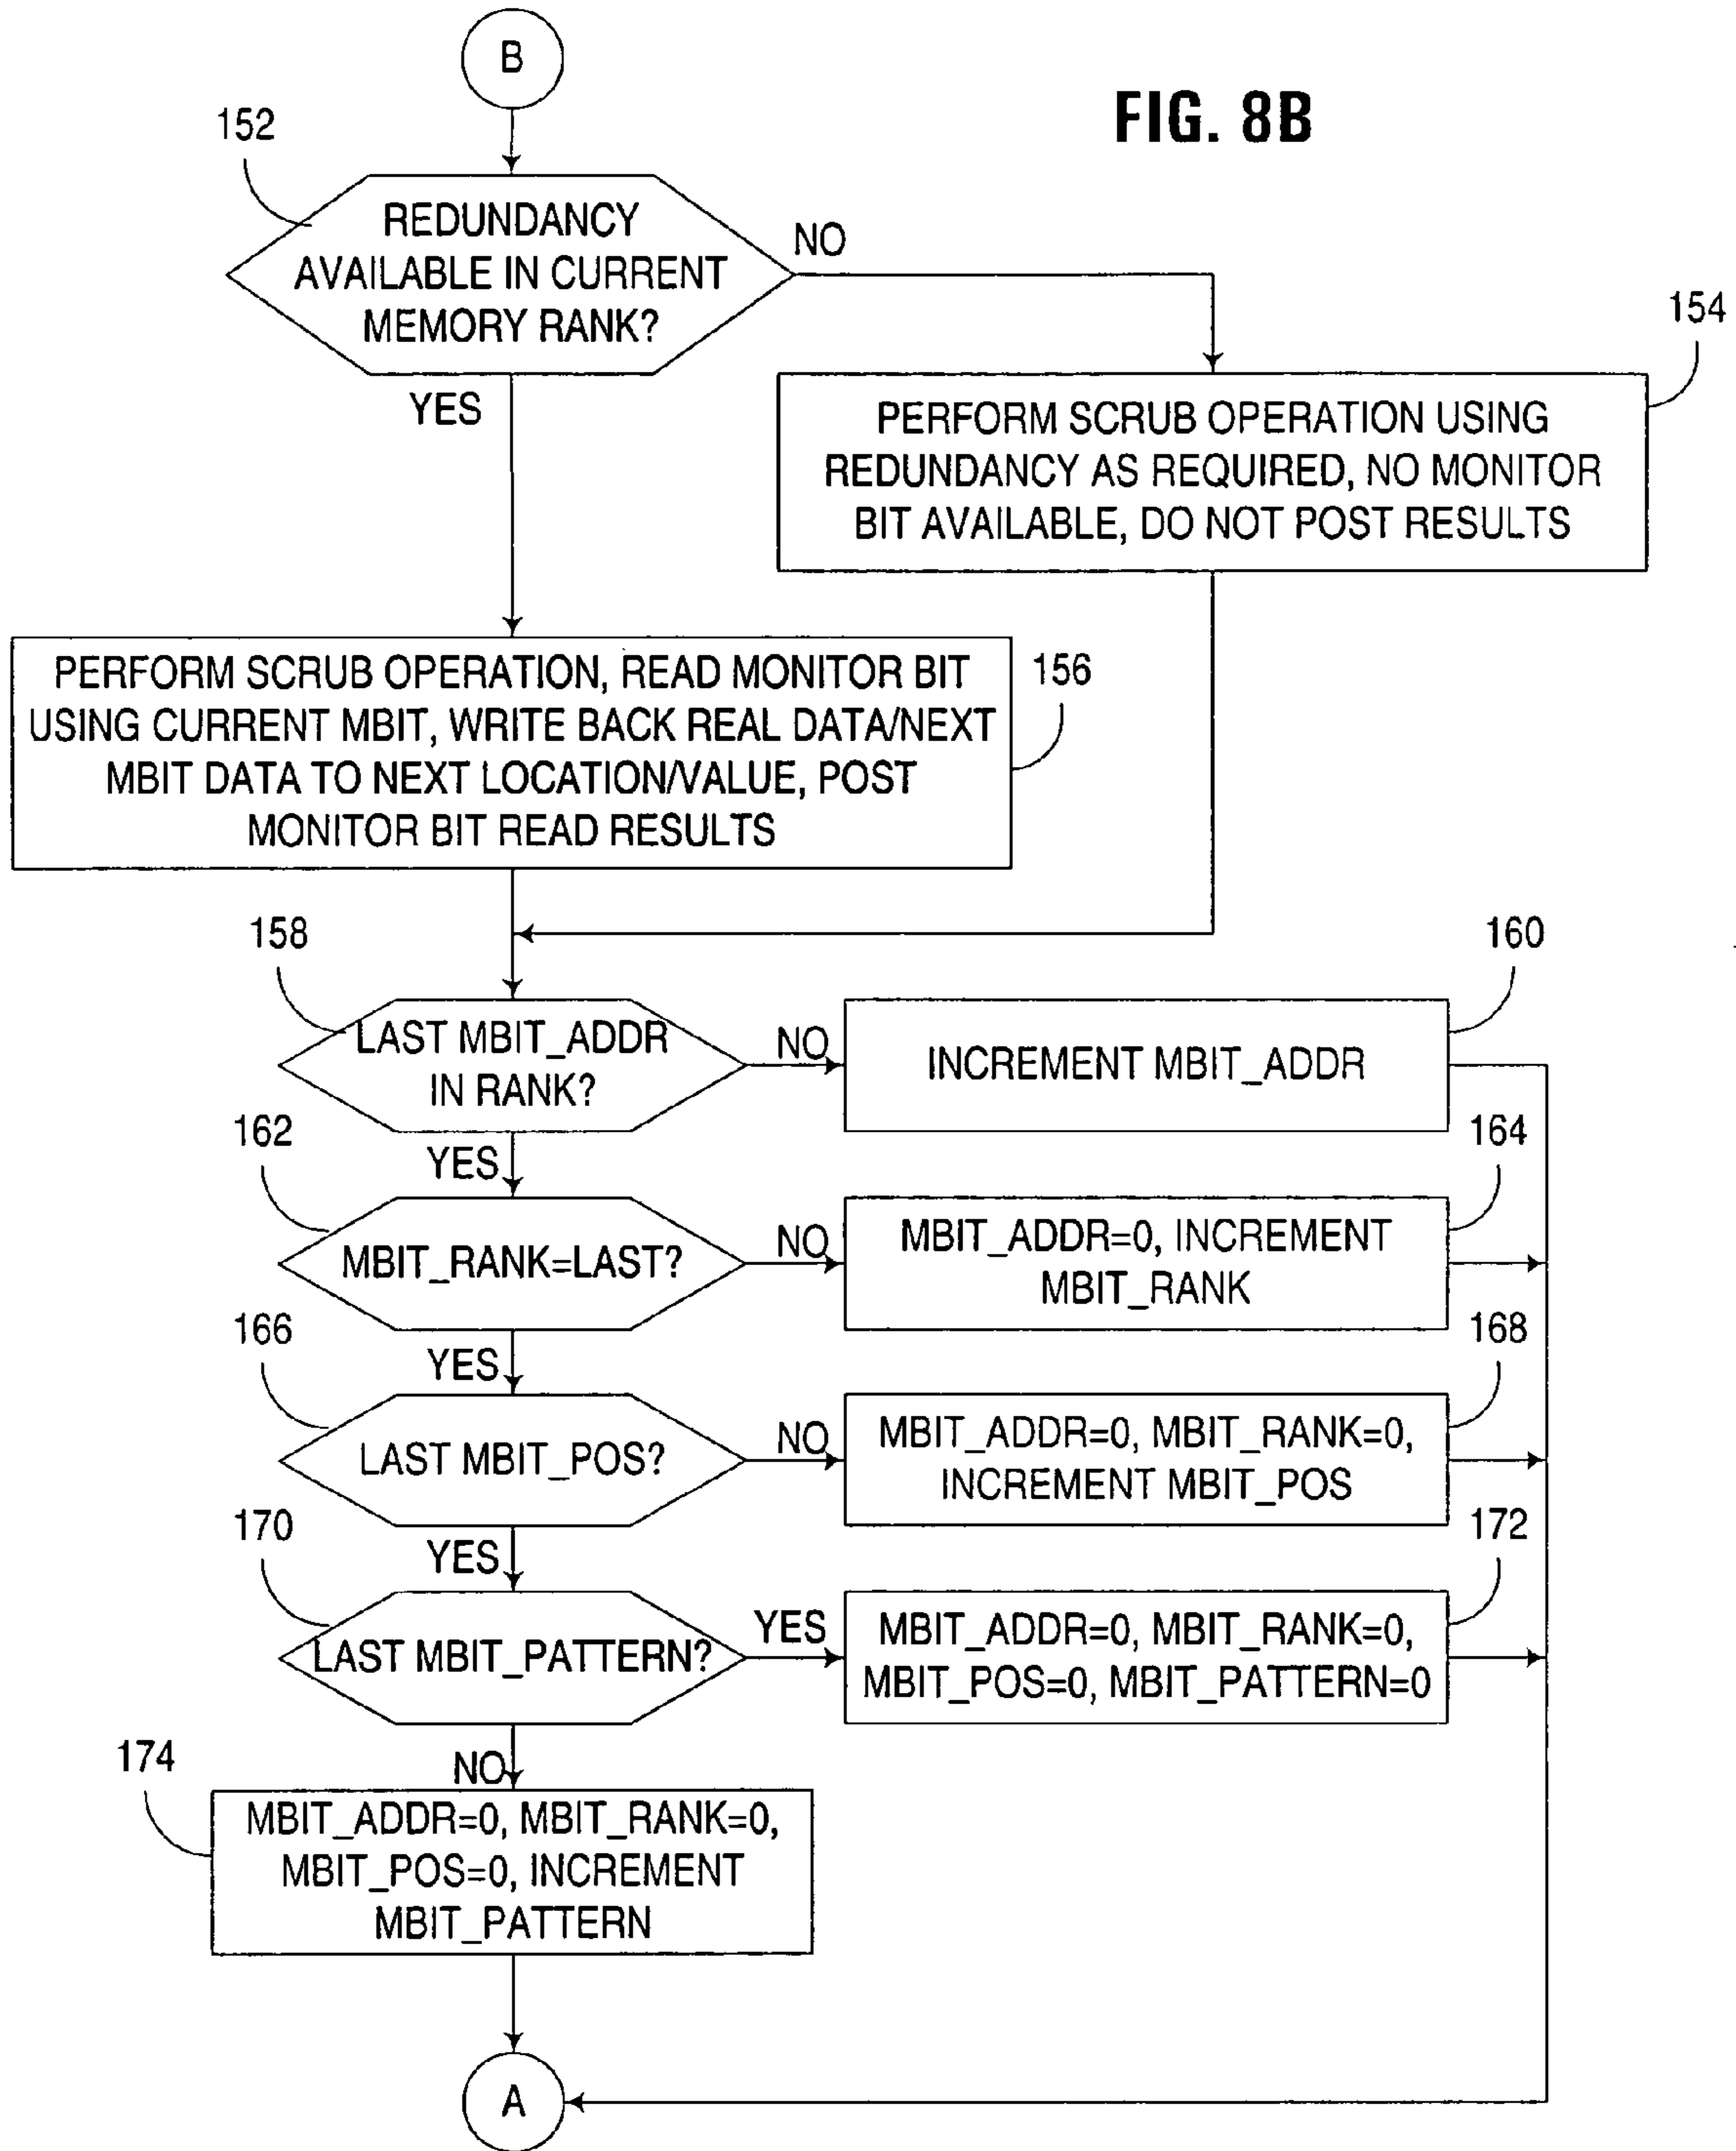 B
FIG. 8B
152
REDUNDANCY
AVAILABLE IN CURRENT
MEMORY RANK?
NO
YES
154
PERFORM SCRUB OPERATION USING
REDUNDANCY AS REQUIRED, NO MONITOR
BIT AVAILABLE, DO NOT POST RESULTS
PERFORM SCRUB OPERATION, READ MONITOR BIT
USING CURRENT MBIT, WRITE BACK REAL DATA/NEXT
MBIT DATA TO NEXT LOCATION/VALUE, POST
MONITOR BIT READ RESULTS
156
158
LAST MBIT_ADDR
IN RANK?
NO
YES
160
INCREMENT MBIT_ADDR
162
MBIT_RANK=LAST?
NO
YES
164
MBIT_ADDR=0, INCREMENT
MBIT_RANK
166
LAST MBIT_POS?
NO
YES
168
MBIT_ADDR=0, MBIT_RANK=0,
INCREMENT MBIT_POS
170
LAST MBIT_PATTERN?
YES
NO
172
MBIT_ADDR=0, MBIT_RANK=0,
MBIT_POS=0, MBIT_PATTERN=0
174
MBIT_ADDR=0, MBIT_RANK=0,
MBIT_POS=0, INCREMENT
MBIT_PATTERN
A